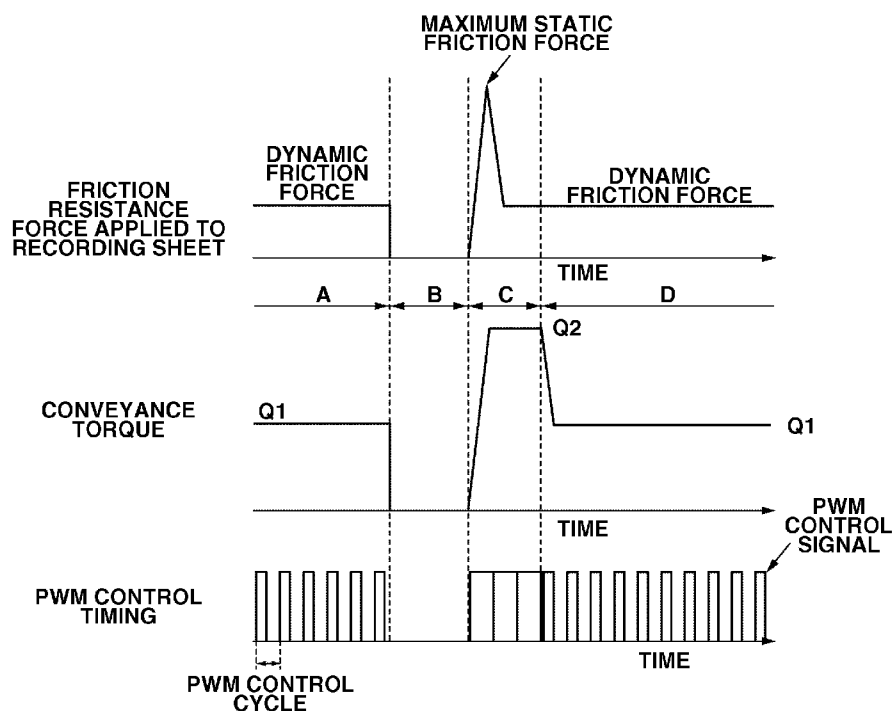 MAXIMUM STATIC
FRICTION FORCE
DYNAMIC
FRICTION
FORCE
DYNAMIC
FRICTION FORCE
FRICTION
RESISTANCE
FORCE APPLIED TO
RECORDING SHEET
TIME
A
B
C
D
Q2
CONVEYANCE
TORQUE
Q1
Q1
TIME
PWM
CONTROL
SIGNAL
PWM CONTROL
TIMING
TIME
PWM CONTROL
CYCLE